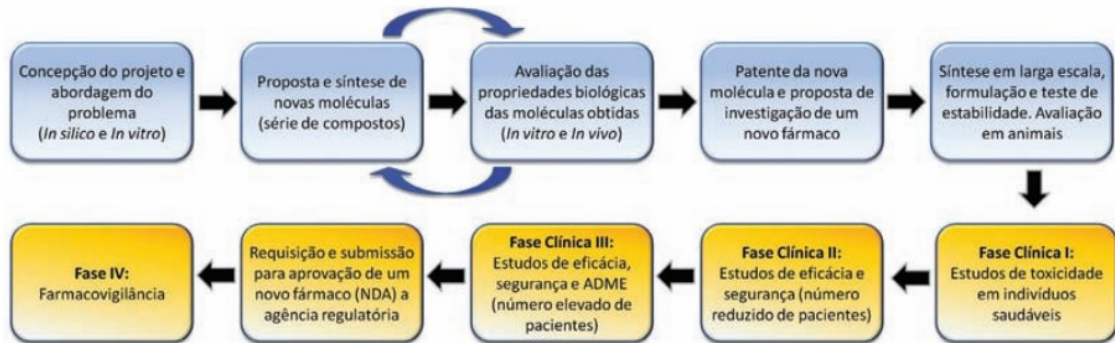 Concepção do projeto e
abordagem do
problema
(In silico e In vitro)
Proposta e síntese de
novas moléculas
(série de compostos)
Avaliação das
propriedades biológicas
das moléculas obtidas
(In vitro e In vivo)
Patente da nova
molécula e proposta de
investigação de um
novo fármaco
Síntese em larga escala,
formulação e teste de
estabilidade. Avaliação
em animais
Fase Clínica I:
Estudos de toxicidade
em indivíduos
saudáveis
Fase Clínica II:
Estudos de eficácia e
segurança (número
reduzido de pacientes)
Fase Clínica III:
Estudos de eficácia,
segurança e ADME
(número elevado de
pacientes)
Requisição e submissão
para aprovação de um
novo fármaco (NDA) a
agência regulatória
Fase IV:
Farmacovigilância